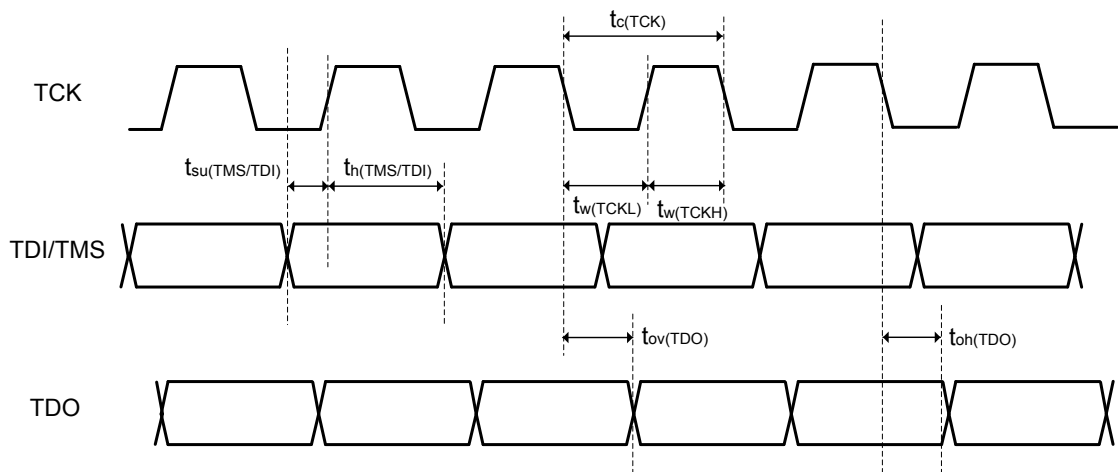 tc(TCK)
TCK
tsu(TMS/TDI)
th(TMS/TDI)
tw(TCKL)
tw(TCKH)
TDI/TMS
tov(TDO)
toh(TDO)
TDO